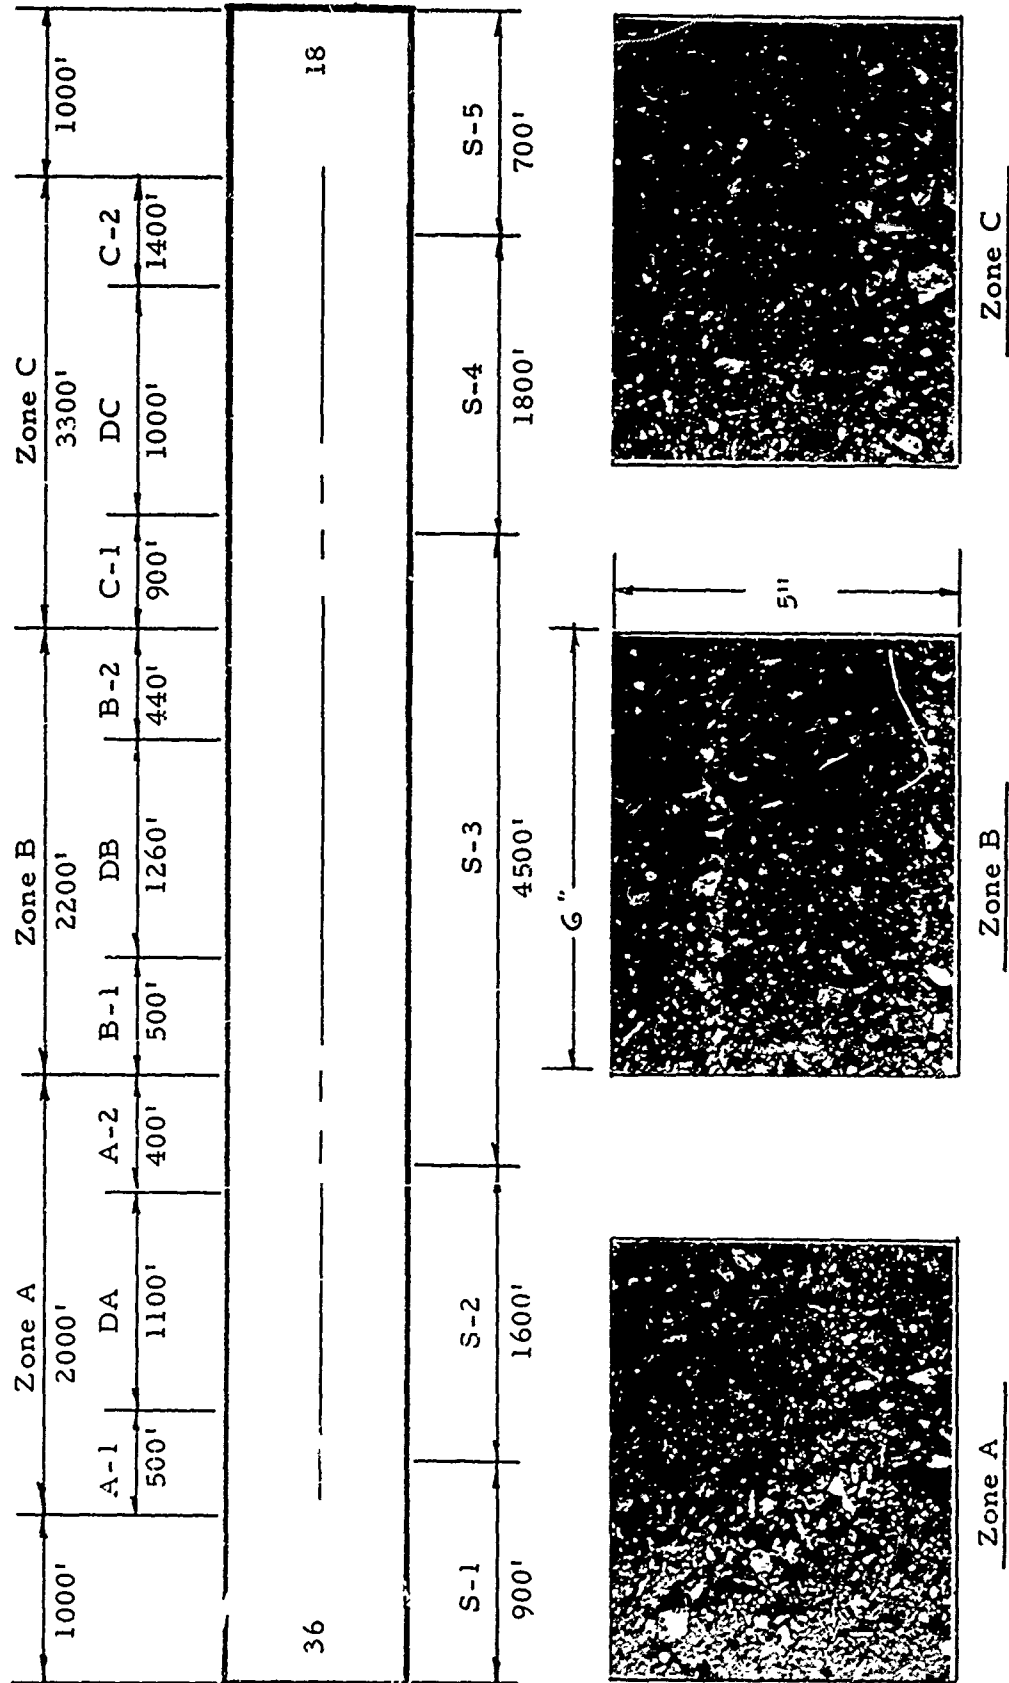 Zone A
Zone B
Zone C
1000'
2000'
2200'
3300'
1000'
A-1
DA
A-2
B-1
DB
B-2
C-1
DC
C-2
500'
1100'
400'
500'
1260'
440'
900'
1000'
1400'
36
18
S-1
S-2
S-3
S-4
S-5
900'
1600'
4500'
1800'
700'
6"
5"
Zone A
Zone B
Zone C